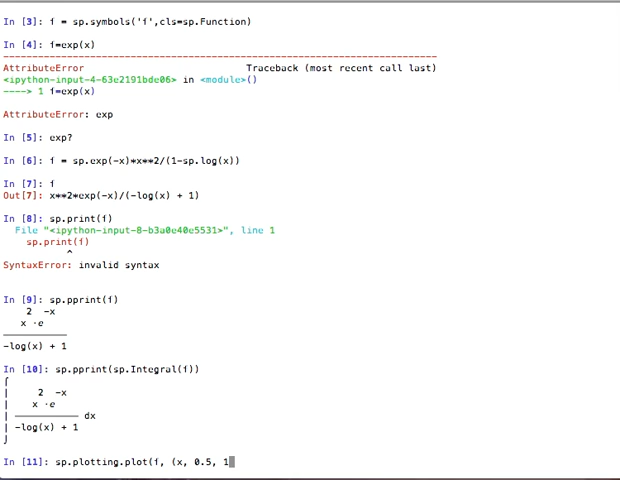 In [3]: f = sp.symbols('f',cls=sp.Function)
In [4]: f=exp(x)
AttributeError Traceback (most recent call last)
<ipython-input-4-63e2191bde06> in <module>()
----> 1 f=exp(x)
AttributeError: exp
In [5]: exp?
In [6]: f = sp.exp(-x)*x**2/(1-sp.log(x))
In [7]: f
Out[7]: x**2*exp(-x)/(-log(x) + 1)
In [8]: sp.print(f)
File "<ipython-input-8-b3a0e40e5531>", line 1
sp.print(f)
^
SyntaxError: invalid syntax
In [9]: sp.pprint(f)
2 -x
x ⋅ℯ
-log(x) + 1
In [10]: sp.pprint(sp.Integral(f))
2 -x
x ⋅ℯ
dx
-log(x) + 1
In [11]: sp.plotting.plot(f, (x, 0.5, 1